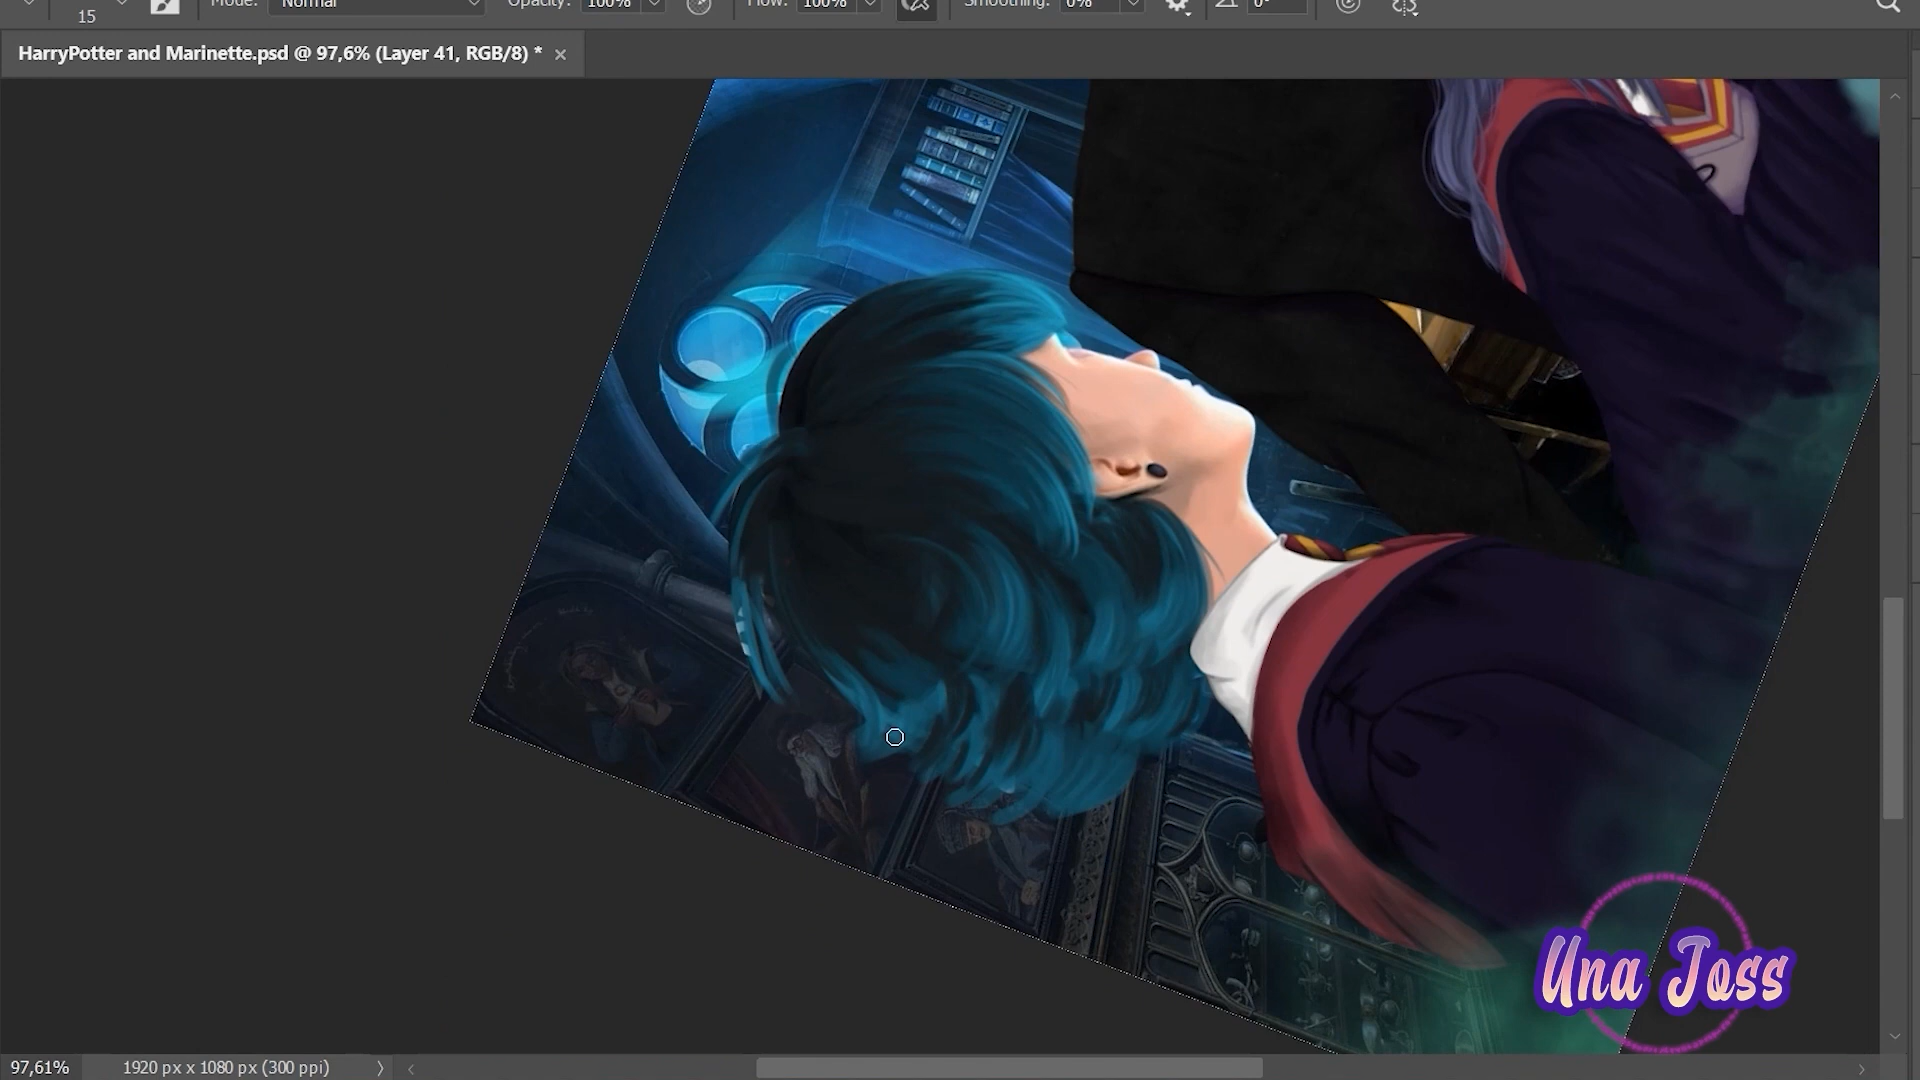 15
Mode: Normal Opacity: 100% Flow: 100% Smoothing: 0% 0°
HarryPotter and Marinette.psd @ 97,6% (Layer 41, RGB/8) *
Una Joss
97,61% 1920 px x 1080 px (300 ppi)